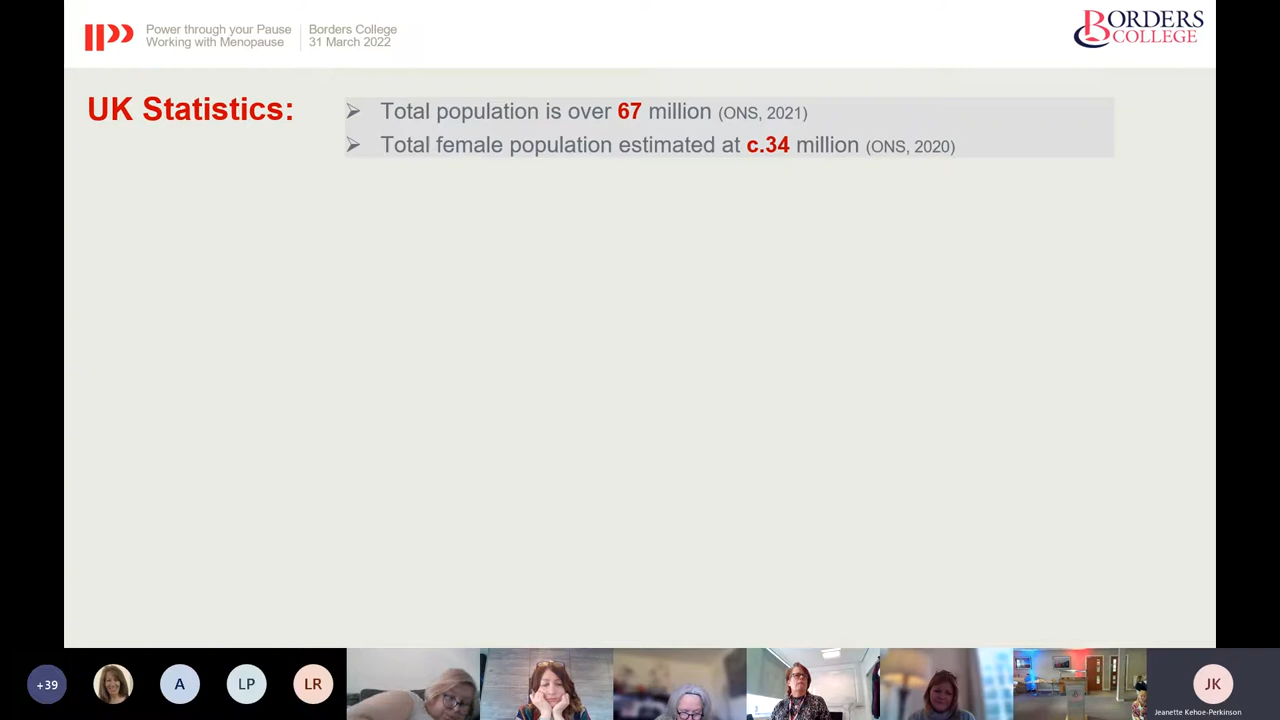 Power through your Pause
Working with Menopause
Borders College
31 March 2022
BORDERS
COLLEGE
UK Statistics:
Total population is over 67 million (ONS, 2021)
Total female population estimated at c.34 million (ONS, 2020)
+39
A
LP
LR
JK
Jeanette Kehoe-Perkinson